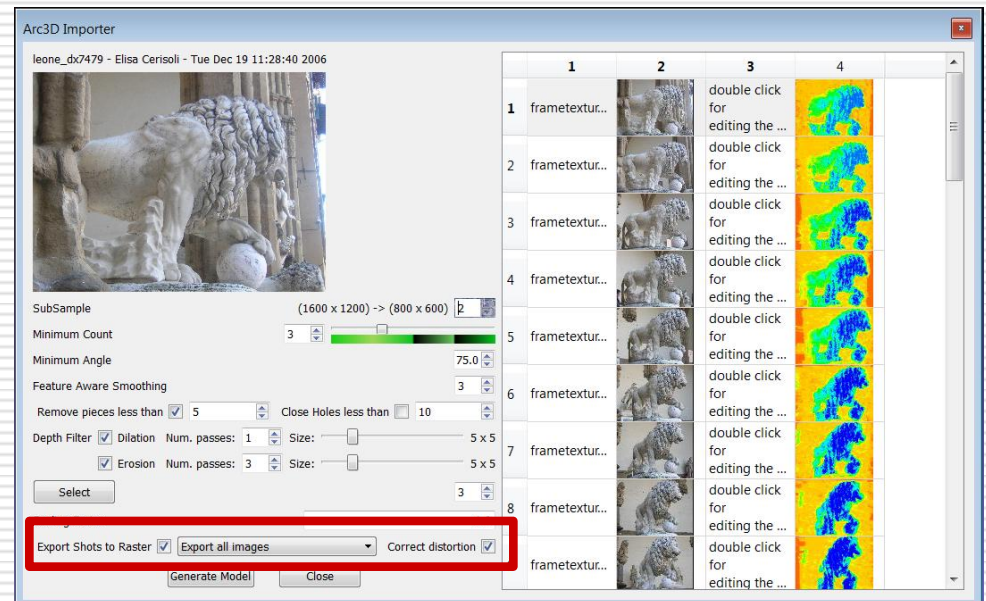 Arc3D Importer
leone_dx7479 - Elisa Cerisoli - Tue Dec 19 11:28:40 2006
SubSample (1600 x 1200) -> (800 x 600) 2
Minimum Count 3
Minimum Angle 75.0
Feature Aware Smoothing 3
Remove pieces less than 5 Close Holes less than 10
Depth Filter Dilation Num. passes: 1 Size: 5 x 5
Erosion Num. passes: 3 Size: 5 x 5
Select 3
Export Shots to Raster Export all images Correct distortion
Generate Model Close
1 2 3 4
1 frametextur... double click
for
editing the ...
2 frametextur... double click
for
editing the ...
3 frametextur... double click
for
editing the ...
4 frametextur... double click
for
editing the ...
5 frametextur... double click
for
editing the ...
6 frametextur... double click
for
editing the ...
7 frametextur... double click
for
editing the ...
8 frametextur... double click
for
editing the ...
frametextur... double click
for
editing the ...